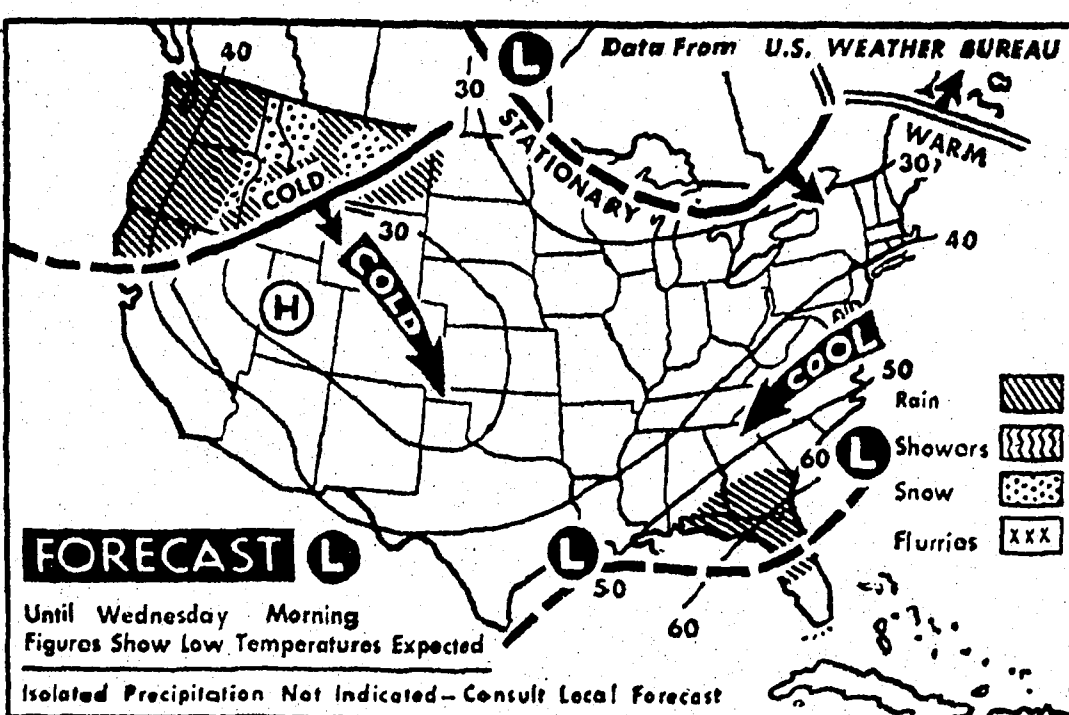 40
L
Data From U.S. WEATHER BUREAU
30
STATIONARY
WARM
30
COLD
30
40
COLD
H
COOL
50
Rain
60
L
Showers
Snow
FORECAST
L
L
Flurries
XXX
50
Until Wednesday Morning
60
Figures Show Low Temperatures Expected
Isolated Precipitation Not Indicated – Consult Local Forecast